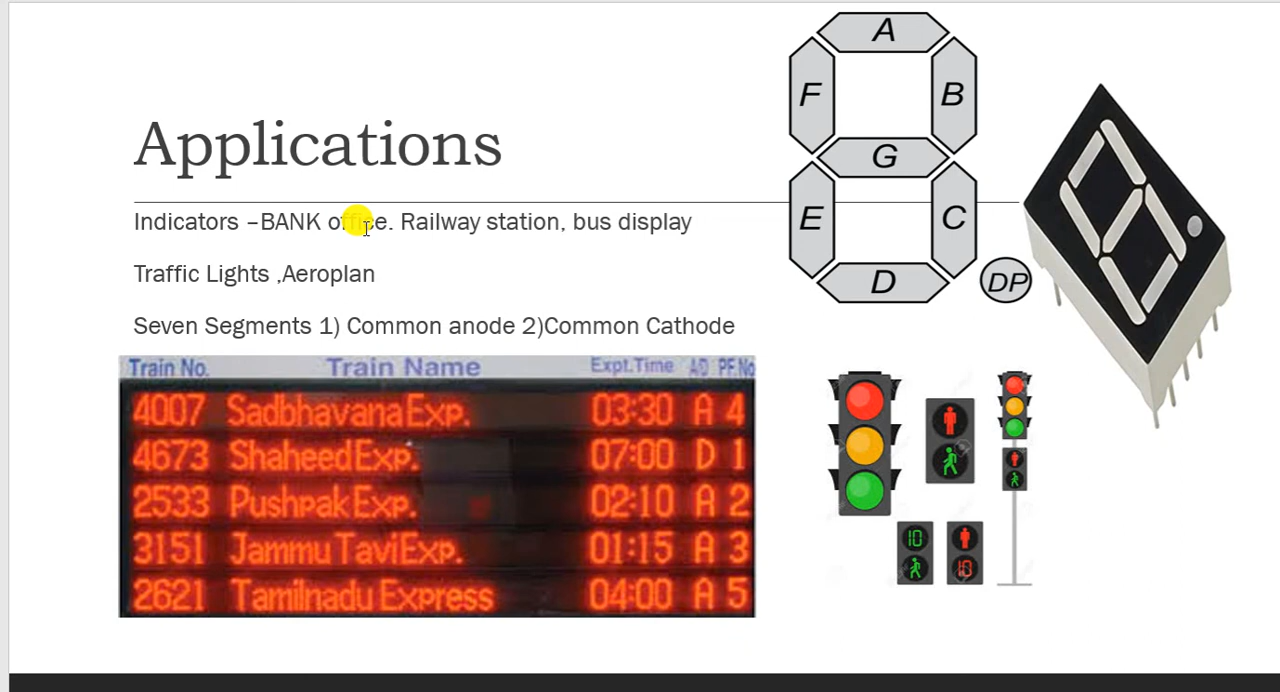 Applications
Indicators –BANK office. Railway station, bus display
Traffic Lights ,Aeroplan
Seven Segments 1) Common anode 2)Common Cathode
A
F
B
G
E
C
D
DP
Train No. Train Name Expt.Time A/D PF.No
4007 Sadbhavana Exp. 03:30 A 4
4673 Shaheed Exp. 07:00 D 1
2533 Pushpak Exp. 02:10 A 2
3151 Jammu Tavi Exp. 01:15 A 3
2621 Tamilnadu Express 04:00 A 5
10
10